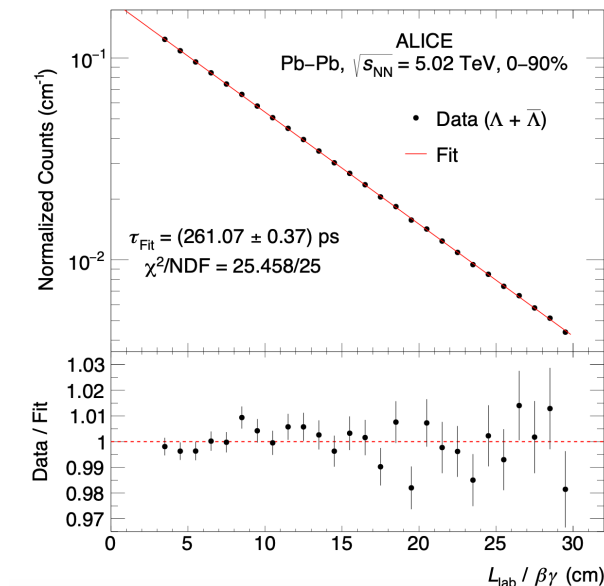 ALICE
Pb–Pb, √sNN = 5.02 TeV, 0–90%
Data (Λ + Λ̅)
Fit
τFit = (261.07 ± 0.37) ps
χ²/NDF = 25.458/25
Normalized Counts (cm⁻¹)
10⁻¹
10⁻²
Data / Fit
1.03
1.02
1.01
1
0.99
0.98
0.97
0 5 10 15 20 25 30
Llab / βγ (cm)